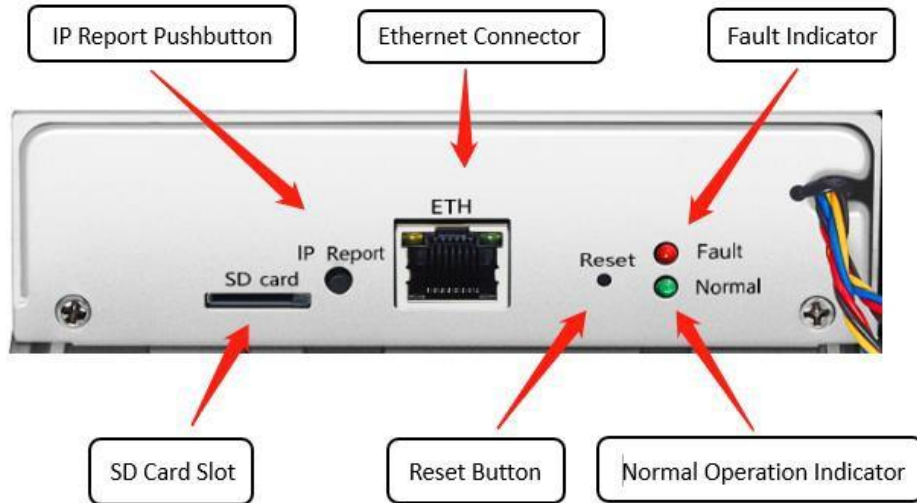 IP Report Pushbutton
Ethernet Connector
Fault Indicator
ETH
IP Report
SD card
Reset
Fault
Normal
SD Card Slot
Reset Button
Normal Operation Indicator